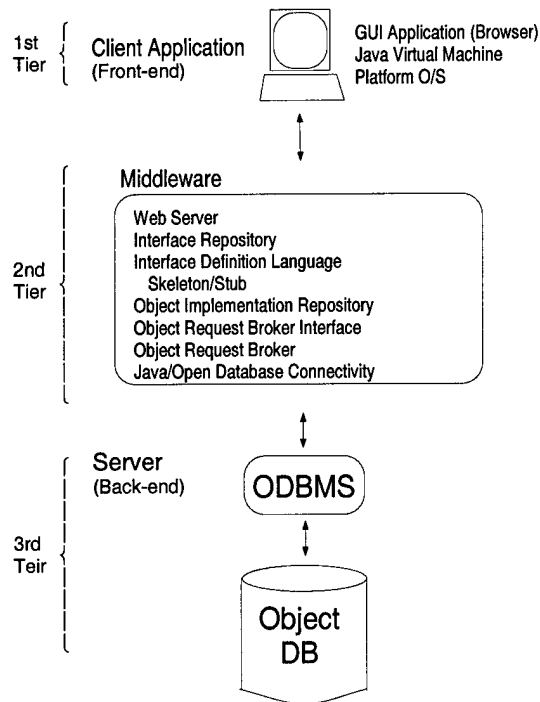 1st
Tier
Client Application
(Front-end)
GUI Application (Browser)
Java Virtual Machine
Platform O/S
2nd
Tier
Middleware
Web Server
Interface Repository
Interface Definition Language
Skeleton/Stub
Object Implementation Repository
Object Request Broker Interface
Object Request Broker
Java/Open Database Connectivity
3rd
Teir
Server
(Back-end)
ODBMS
Object
DB